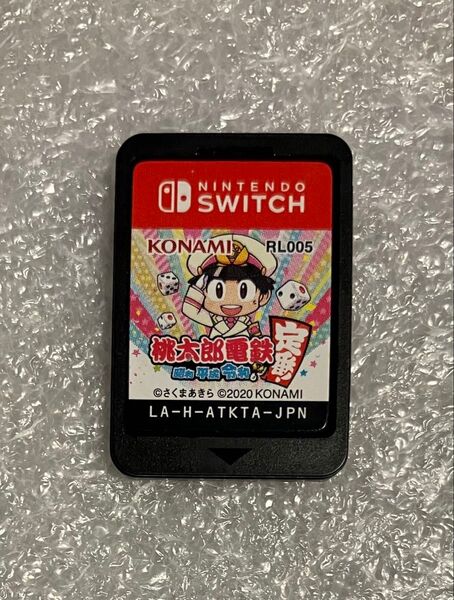 NINTENDO
SWITCH
KONAMI RL005
桃太郎電鉄
昭和 平成 令和も
定番!
©さくまあきら ©2020 KONAMI
LA-H-ATKTA-JPN